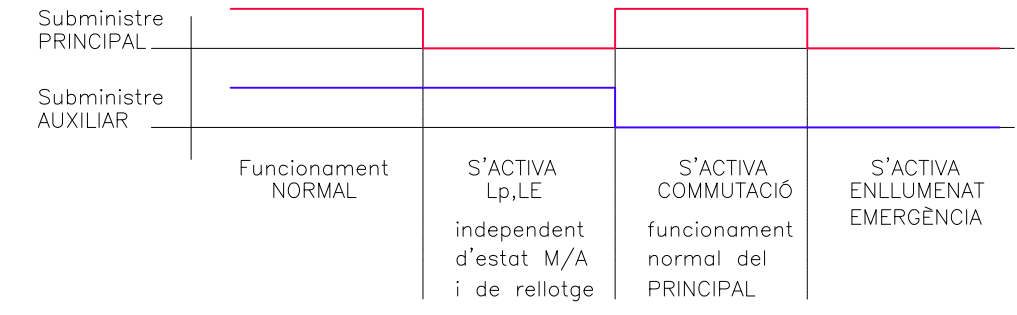 Subministre
PRINCIPAL
Subministre
AUXILIAR
Funcionament
NORMAL
S'ACTIVA
Lp,LE
independent
d'estat M/A
i de rellotge
S'ACTIVA
COMMUTACIÓ
funcionament
normal del
PRINCIPAL
S'ACTIVA
ENLLUMENAT
EMERGÈNCIA